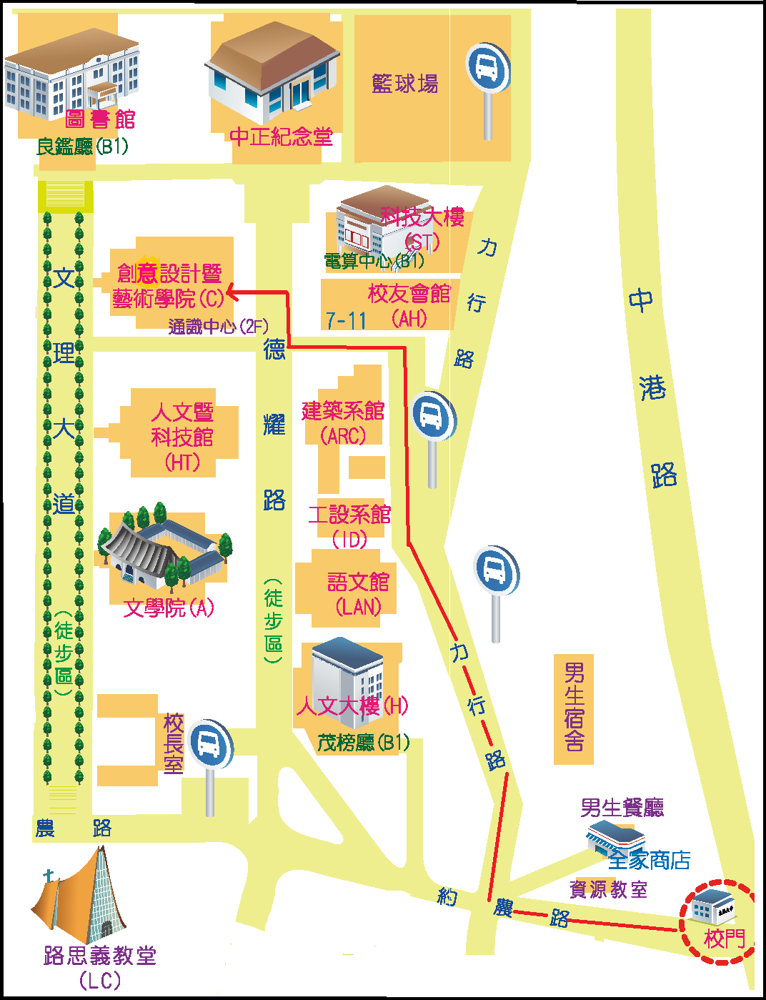 圖書館
良鑑廳(B1)
中正紀念堂
籃球場
科技大樓
(ST)
電算中心(B1)
力行路
中港路
創意設計暨
藝術學院(C)
通識中心(2F)
校友會館
(AH)
7-11
文理大道
(徒步區)
德耀路
(徒步區)
人文暨
科技館
(HT)
建築系館
(ARC)
工設系館
(ID)
文學院(A)
語文館
(LAN)
人文大樓(H)
茂榜廳(B1)
力行路
男生宿舍
校長室
男生餐廳
全家商店
資源教室
農路
約農路
校門
路思義教堂
(LC)